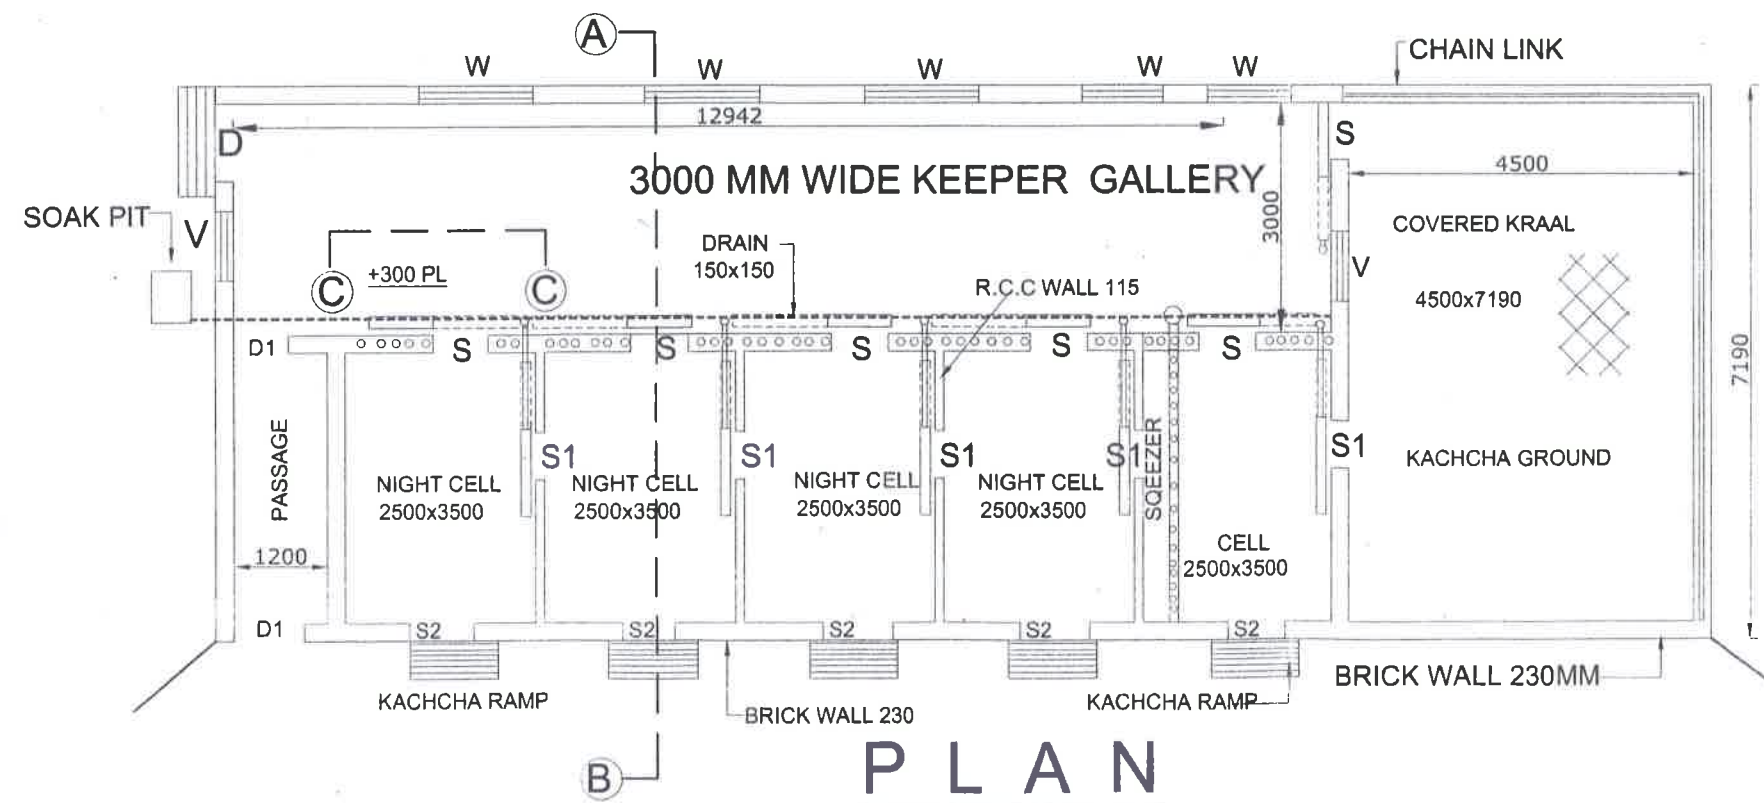 A
W
W
W
W
W
CHAIN LINK
12942
D
S
3000 MM WIDE KEEPER GALLERY
4500
SOAK PIT
V
3000
COVERED KRAAL
DRAIN
150x150
C
+300 PL
C
R.C.C WALL 115
V
4500x7190
D1
S
S
S
S
S
7190
PASSAGE
S1
S1
S1
S1
S1
SQEEZER
KACHCHA GROUND
NIGHT CELL
2500x3500
NIGHT CELL
2500x3500
NIGHT CELL
2500x3500
NIGHT CELL
2500x3500
CELL
2500x3500
1200
D1
S2
S2
S2
S2
S2
KACHCHA RAMP
BRICK WALL 230
KACHCHA RAMP
BRICK WALL 230MM
B
PLAN